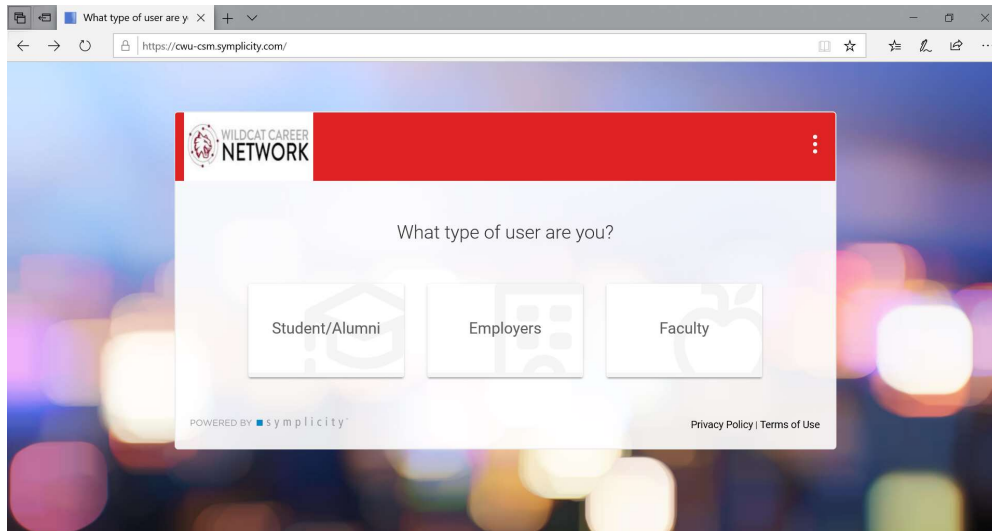 What type of user are y
https://cwu-csm.symplicity.com/
WILDCAT CAREER
NETWORK
What type of user are you?
Student/Alumni
Employers
Faculty
POWERED BY symplicity
Privacy Policy | Terms of Use